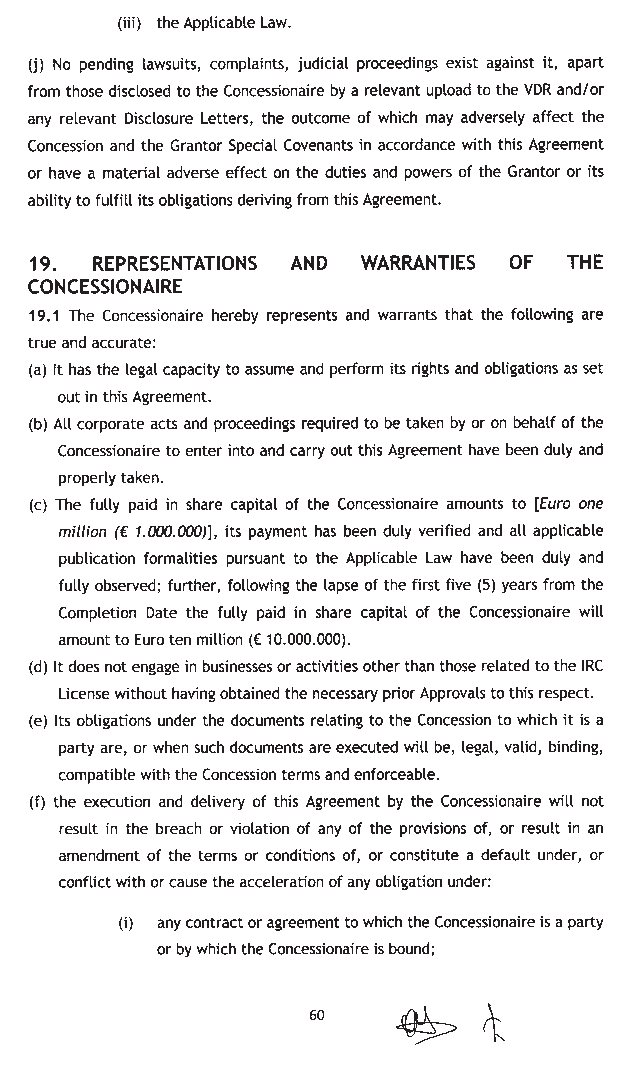 (iii) the Applicable Law.
(j) No pending lawsuits, complaints, judicial proceedings exist against it, apart
from those disclosed to the Concessionaire by a relevant upload to the VDR and/or
any relevant Disclosure Letters, the outcome of which may adversely affect the
Concession and the Grantor Special Covenants in accordance with this Agreement
or have a material adverse effect on the duties and powers of the Grantor or its
ability to fulfill its obligations deriving from this Agreement.
19. REPRESENTATIONS AND WARRANTIES OF THE
CONCESSIONAIRE
19.1 The Concessionaire hereby represents and warrants that the following are
true and accurate:
(a) It has the legal capacity to assume and perform its rights and obligations as set
out in this Agreement.
(b) All corporate acts and proceedings required to be taken by or on behalf of the
Concessionaire to enter into and carry out this Agreement have been duly and
properly taken.
(c) The fully paid in share capital of the Concessionaire amounts to [Euro one
million (€ 1.000.000)], its payment has been duly verified and all applicable
publication formalities pursuant to the Applicable Law have been duly and
fully observed; further, following the lapse of the first five (5) years from the
Completion Date the fully paid in share capital of the Concessionaire will
amount to Euro ten million (€ 10.000.000).
(d) It does not engage in businesses or activities other than those related to the IRC
License without having obtained the necessary prior Approvals to this respect.
(e) Its obligations under the documents relating to the Concession to which it is a
party are, or when such documents are executed will be, legal, valid, binding,
compatible with the Concession terms and enforceable.
(f) the execution and delivery of this Agreement by the Concessionaire will not
result in the breach or violation of any of the provisions of, or result in an
amendment of the terms or conditions of, or constitute a default under, or
conflict with or cause the acceleration of any obligation under:
(i) any contract or agreement to which the Concessionaire is a party
or by which the Concessionaire is bound;
60